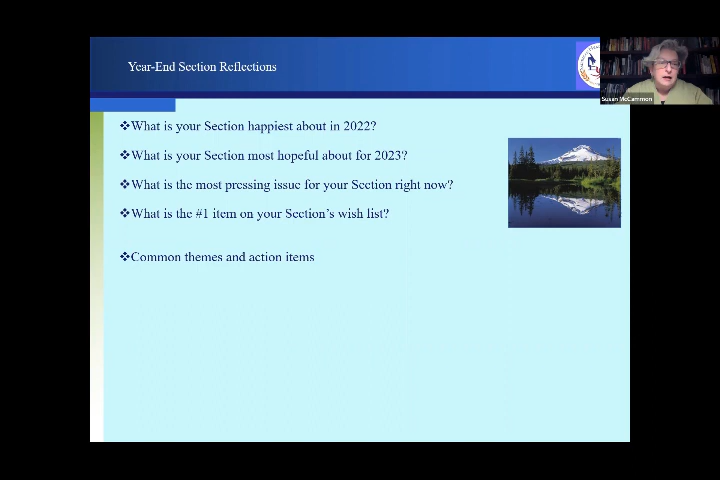 Year-End Section Reflections
Susan McCammon
❖What is your Section happiest about in 2022?
❖What is your Section most hopeful about for 2023?
❖What is the most pressing issue for your Section right now?
❖What is the #1 item on your Section’s wish list?
❖Common themes and action items